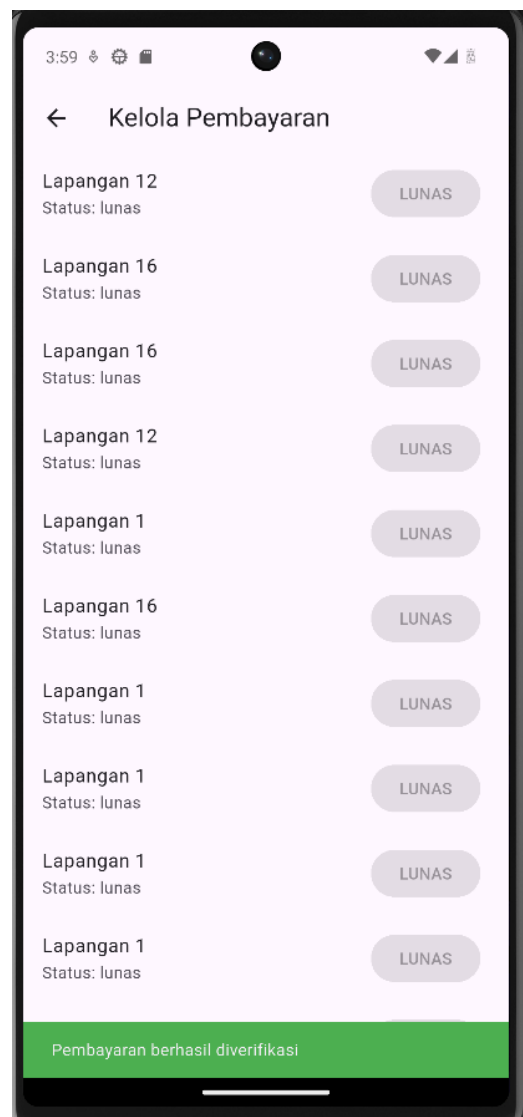 3:59
Kelola Pembayaran
Lapangan 12
Status: lunas
LUNAS
Lapangan 16
Status: lunas
LUNAS
Lapangan 16
Status: lunas
LUNAS
Lapangan 12
Status: lunas
LUNAS
Lapangan 1
Status: lunas
LUNAS
Lapangan 16
Status: lunas
LUNAS
Lapangan 1
Status: lunas
LUNAS
Lapangan 1
Status: lunas
LUNAS
Lapangan 1
Status: lunas
LUNAS
Lapangan 1
Status: lunas
LUNAS
Pembayaran berhasil diverifikasi